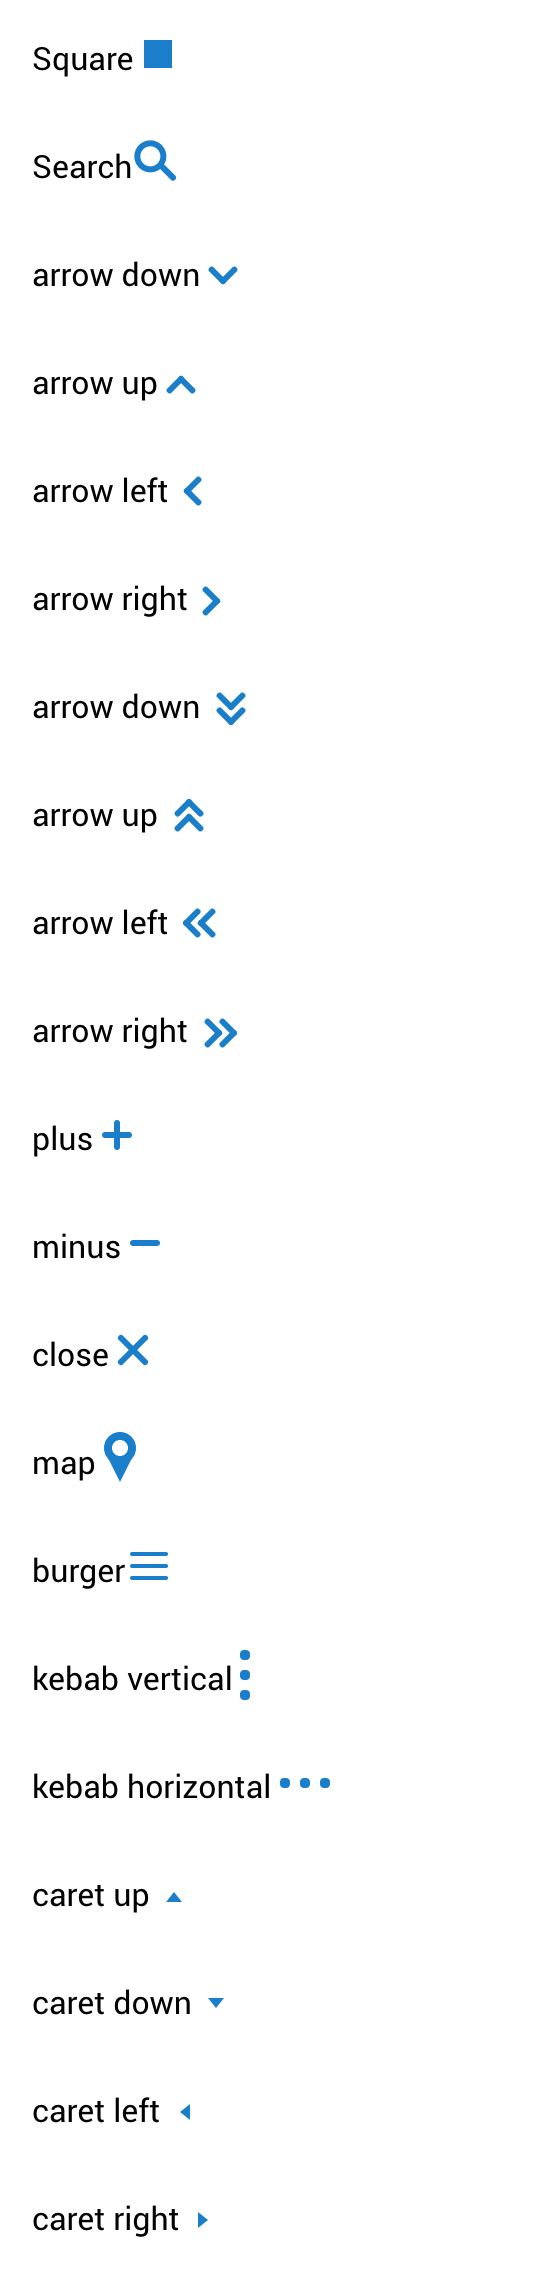 Square
Search
arrow down
arrow up
arrow left
arrow right
arrow down
arrow up
arrow left
arrow right
plus
minus
close
map
burger
kebab vertical
kebab horizontal
caret up
caret down
caret left
caret right